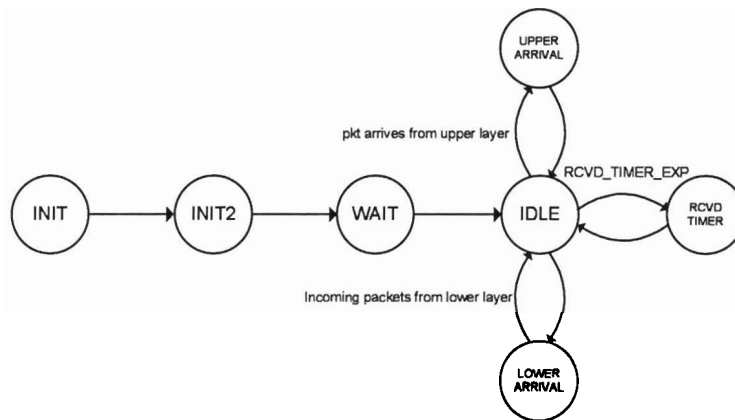 UPPER
ARRIVAL
pkt arrives from upper layer
RCVD_TIMER_EXP
INIT
INIT2
WAIT
IDLE
RCVD
TIMER
Incoming packets from lower layer
LOWER
ARRIVAL